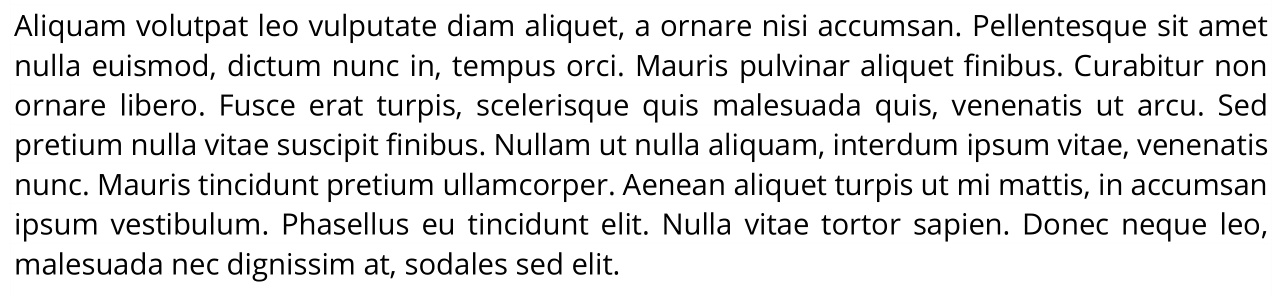 Aliquam volutpat leo vulputate diam aliquet, a ornare nisi accumsan. Pellentesque sit amet
nulla euismod, dictum nunc in, tempus orci. Mauris pulvinar aliquet finibus. Curabitur non
ornare libero. Fusce erat turpis, scelerisque quis malesuada quis, venenatis ut arcu. Sed
pretium nulla vitae suscipit finibus. Nullam ut nulla aliquam, interdum ipsum vitae, venenatis
nunc. Mauris tincidunt pretium ullamcorper. Aenean aliquet turpis ut mi mattis, in accumsan
ipsum vestibulum. Phasellus eu tincidunt elit. Nulla vitae tortor sapien. Donec neque leo,
malesuada nec dignissim at, sodales sed elit.